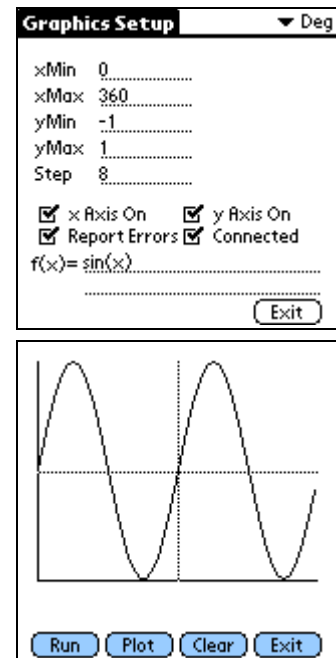 Graphics Setup Deg
xMin 0
xMax 360
yMin -1
yMax 1
Step 8
x Axis On y Axis On
Report Errors Connected
f(x)= sin(x)
Exit
Run Plot Clear Exit